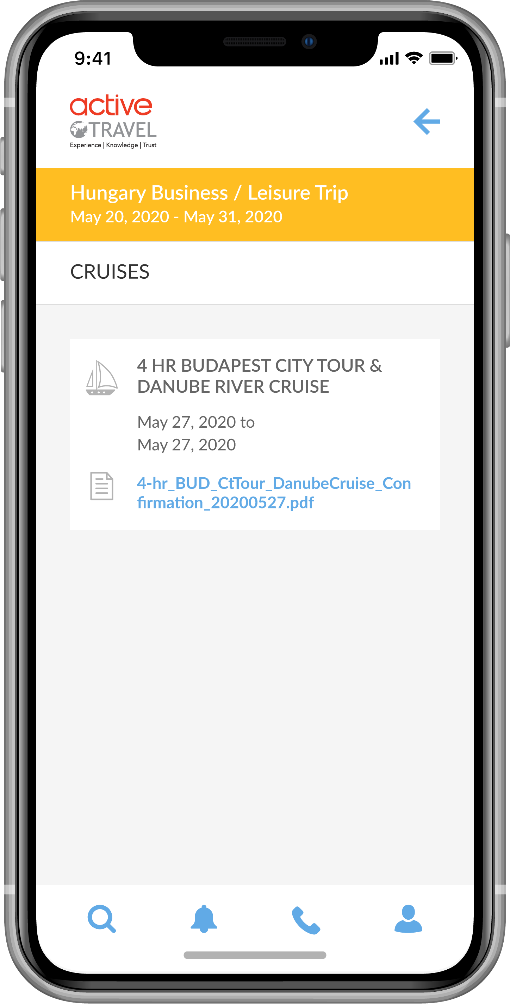 9:41
active
TRAVEL
Experience | Knowledge | Trust
Hungary Business / Leisure Trip
May 20, 2020 - May 31, 2020
CRUISES
4 HR BUDAPEST CITY TOUR &
DANUBE RIVER CRUISE
May 27, 2020 to
May 27, 2020
4-hr_BUD_CtTour_DanubeCruise_Con
firmation_20200527.pdf